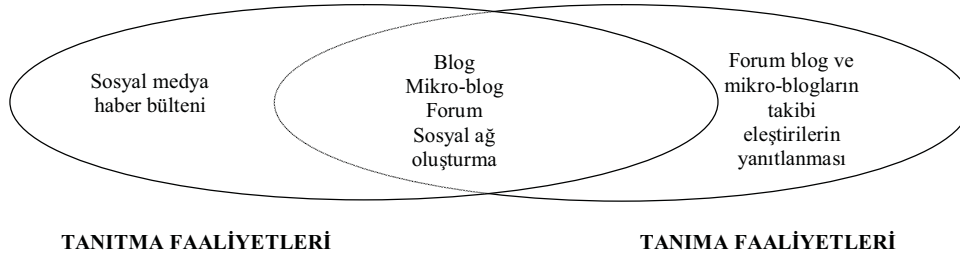 Sosyal medya
haber bülteni
Blog
Mikro-blog
Forum
Sosyal ağ
oluşturma
Forum blog ve
mikro-blogların
takibi
eleştirilerin
yanıtlanması
TANITMA FAALİYETLERİ
TANIMA FAALİYETLERİ